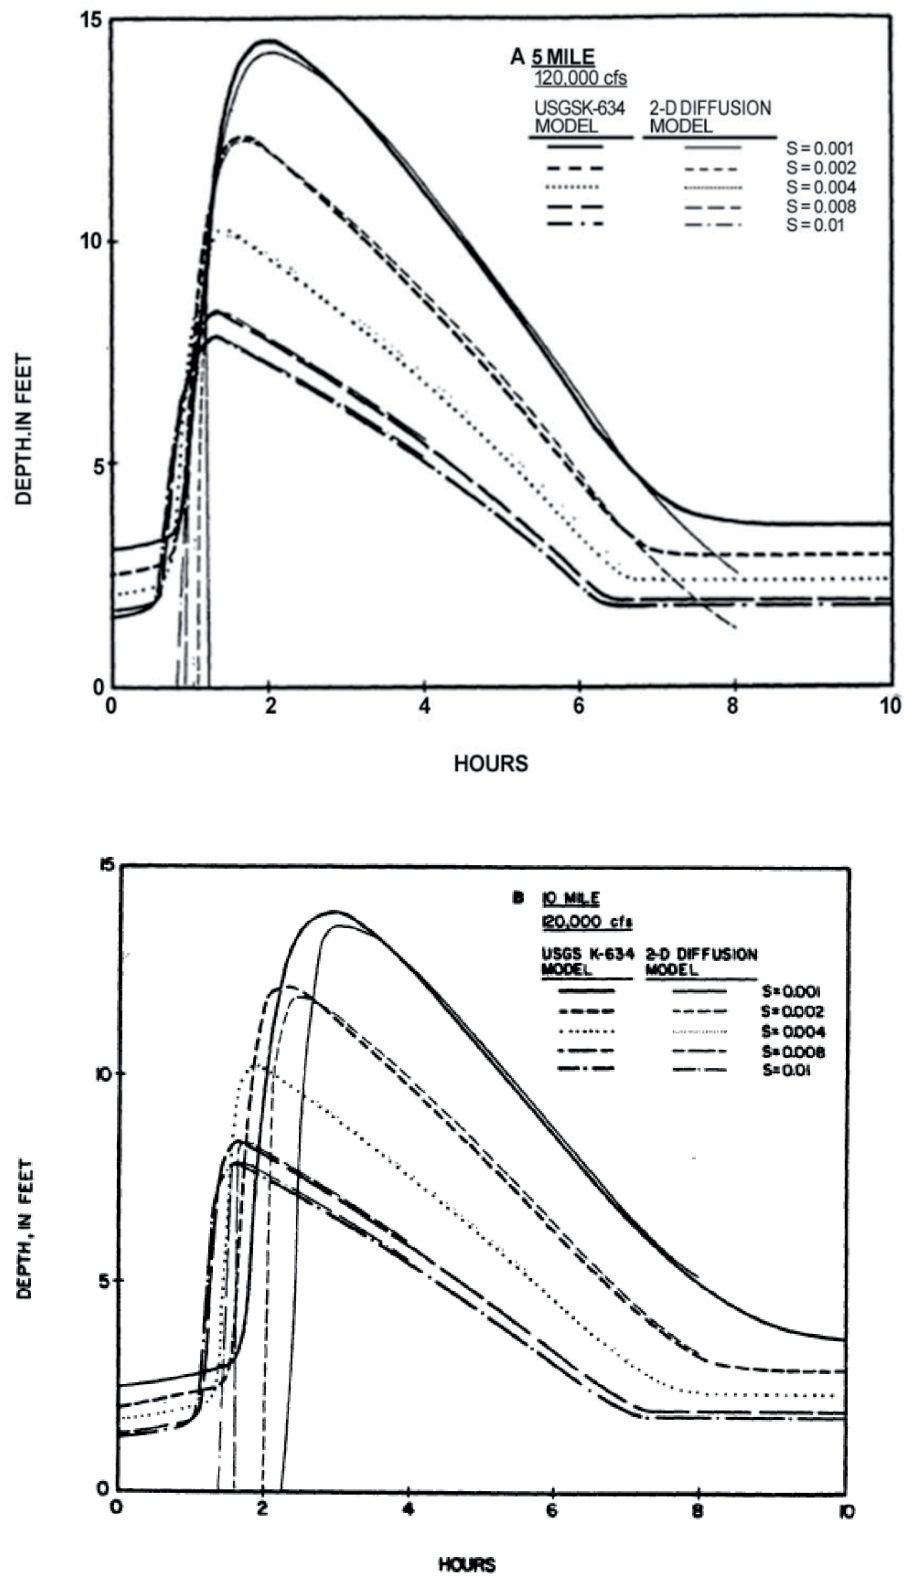 15
A 5 MILE
120,000 cfs
USGSK-634 2-D DIFFUSION
MODEL MODEL
S = 0.001
S = 0.002
S = 0.004
S = 0.008
S = 0.01
10
5
0
DEPTH.IN FEET
0 2 4 6 8 10
HOURS
15
B 10 MILE
120,000 cfs
USGS K-634 2-D DIFFUSION
MODEL MODEL
S=0.001
S=0.002
S=0.004
S=0.008
S=0.01
10
5
0
DEPTH, IN FEET
0 2 4 6 8 10
HOURS